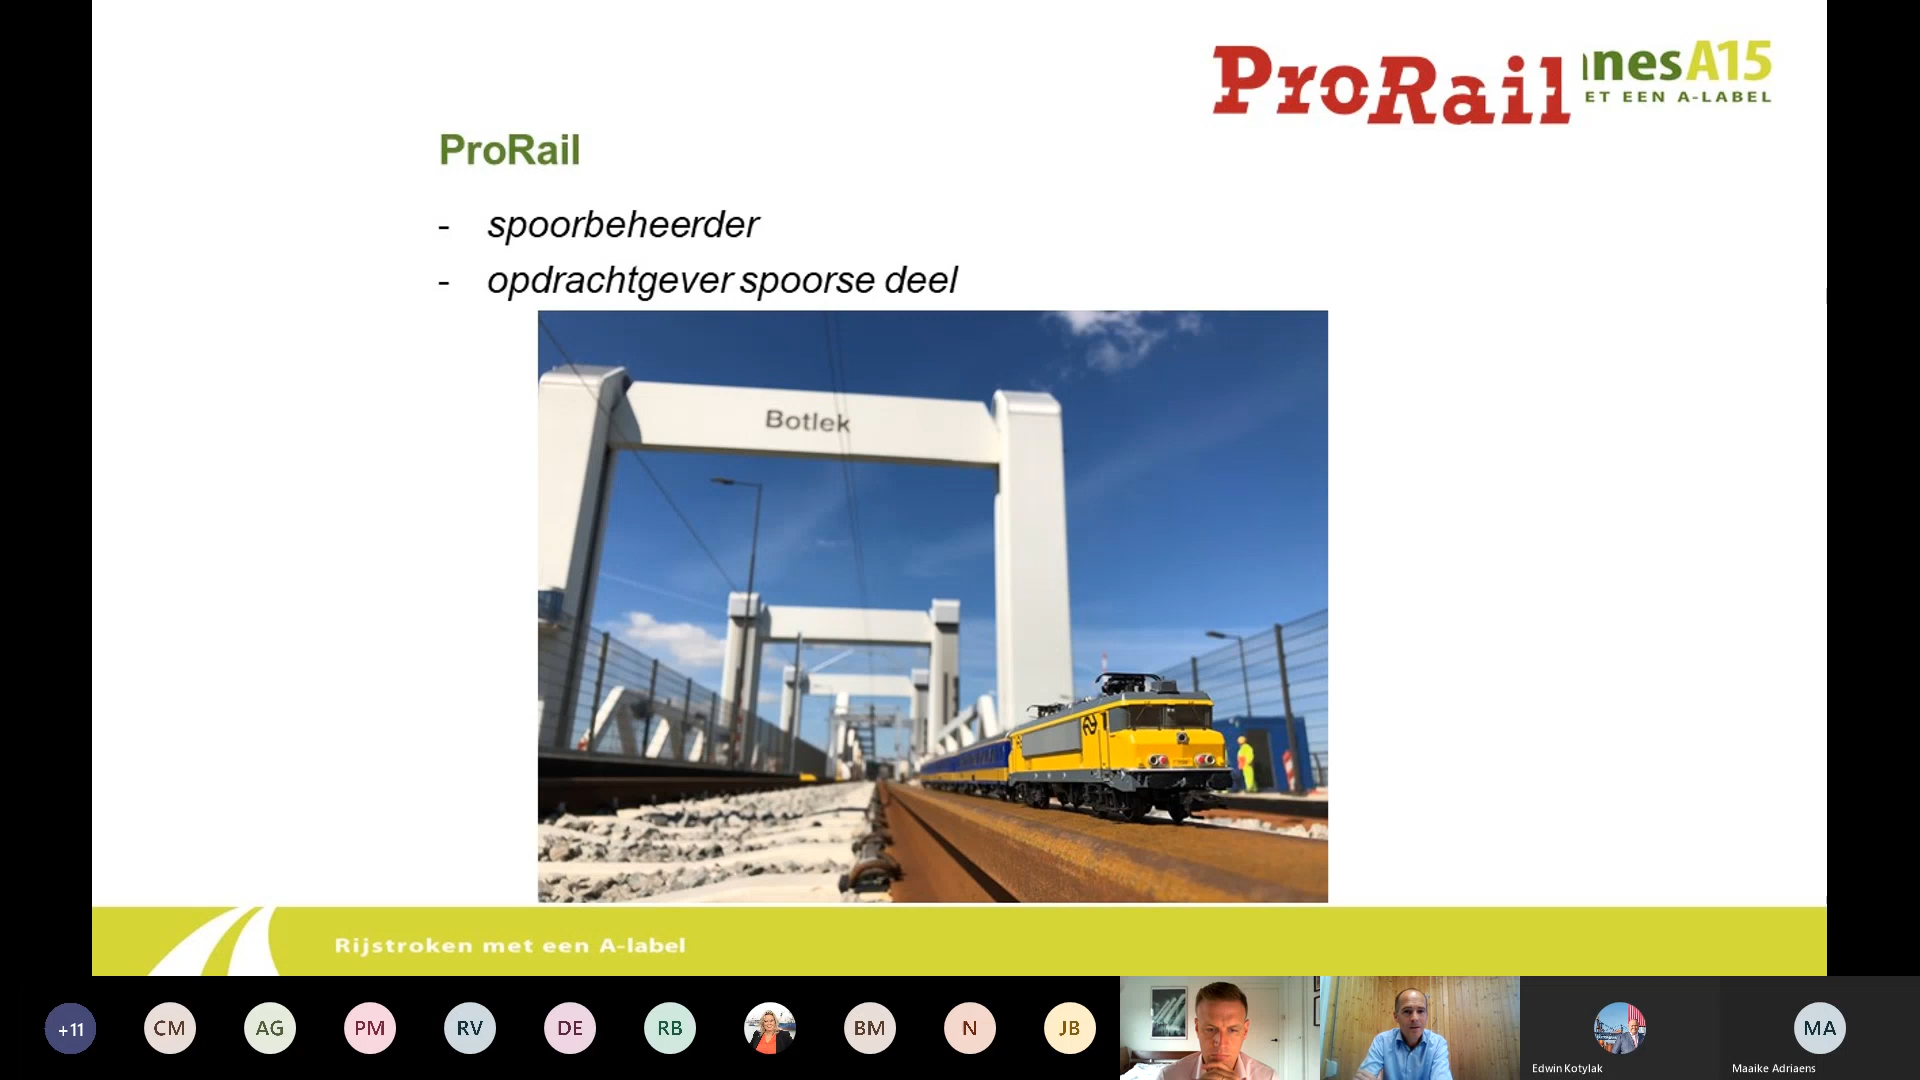 ProRail
nesA15
ET EEN A-LABEL
ProRail
- spoorbeheerder
- opdrachtgever spoorse deel
Botlek
Rijstroken met een A-label
+11
CM
AG
PM
RV
DE
RB
BM
N
JB
Edwin Kotylak
MA
Maaike Adriaens